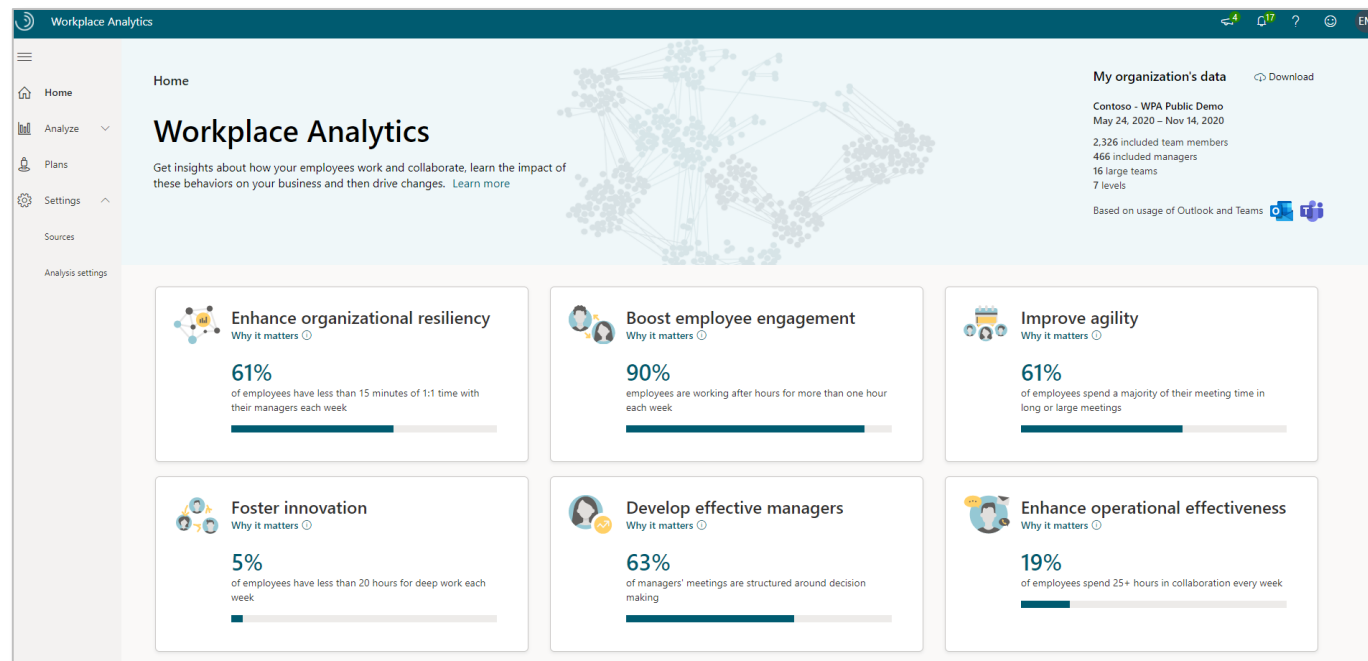 Workplace Analytics
4
17
?
EN
Home
Analyze
Plans
Settings
Sources
Analysis settings
Home
Workplace Analytics
Get insights about how your employees work and collaborate, learn the impact of
these behaviors on your business and then drive changes. Learn more
My organization's data
Download
Contoso - WPA Public Demo
May 24, 2020 – Nov 14, 2020
2,326 included team members
466 included managers
16 large teams
7 levels
Based on usage of Outlook and Teams
Enhance organizational resiliency
Why it matters
61%
of employees have less than 15 minutes of 1:1 time with
their managers each week
Boost employee engagement
Why it matters
90%
employees are working after hours for more than one hour
each week
Improve agility
Why it matters
61%
of employees spend a majority of their meeting time in
long or large meetings
Foster innovation
Why it matters
5%
of employees have less than 20 hours for deep work each
week
Develop effective managers
Why it matters
63%
of managers' meetings are structured around decision
making
Enhance operational effectiveness
Why it matters
19%
of employees spend 25+ hours in collaboration every week